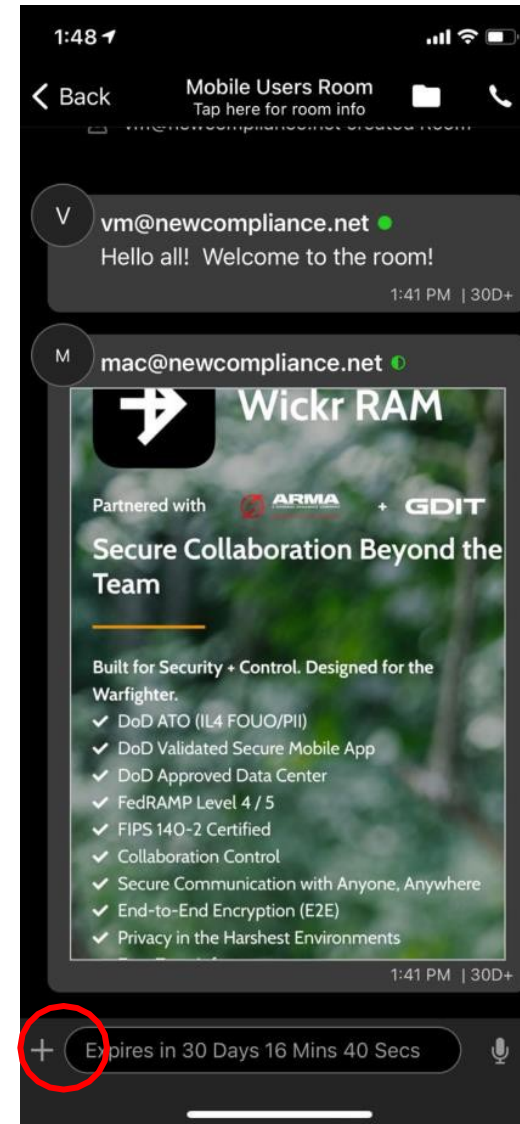 1:48
Back
Mobile Users Room
Tap here for room info
vm@newcompliance.net created Room
V
vm@newcompliance.net
Hello all! Welcome to the room!
1:41 PM | 30D+
M
mac@newcompliance.net
Wickr RAM
Partnered with ARMA + GDIT
Secure Collaboration Beyond the
Team
Built for Security + Control. Designed for the
Warfighter.
DoD ATO (IL4 FOUO/PII)
DoD Validated Secure Mobile App
DoD Approved Data Center
FedRAMP Level 4 / 5
FIPS 140-2 Certified
Collaboration Control
Secure Communication with Anyone, Anywhere
End-to-End Encryption (E2E)
Privacy in the Harshest Environments
1:41 PM | 30D+
Expires in 30 Days 16 Mins 40 Secs